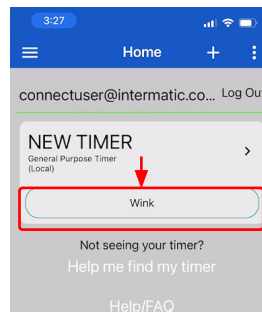 3:27
Home
connectuser@intermatic.co... Log Ou
NEW TIMER
General Purpose Timer
(Local)
Wink
Not seeing your timer?
Help me find my timer
Help/FAQ